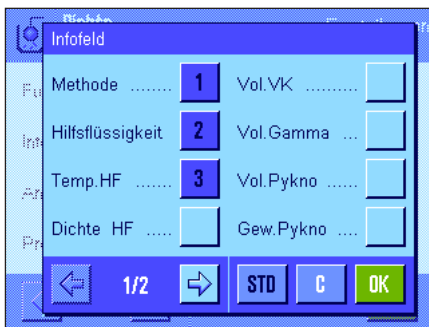 Infofeld
Methode ........ 1 Vol.VK ..........
Hilfsflüssigkeit 2 Vol.Gamma ...
Temp.HF ....... 3 Vol.Pykno ......
Dichte HF ..... Gew.Pykno ....
1/2 STD C OK